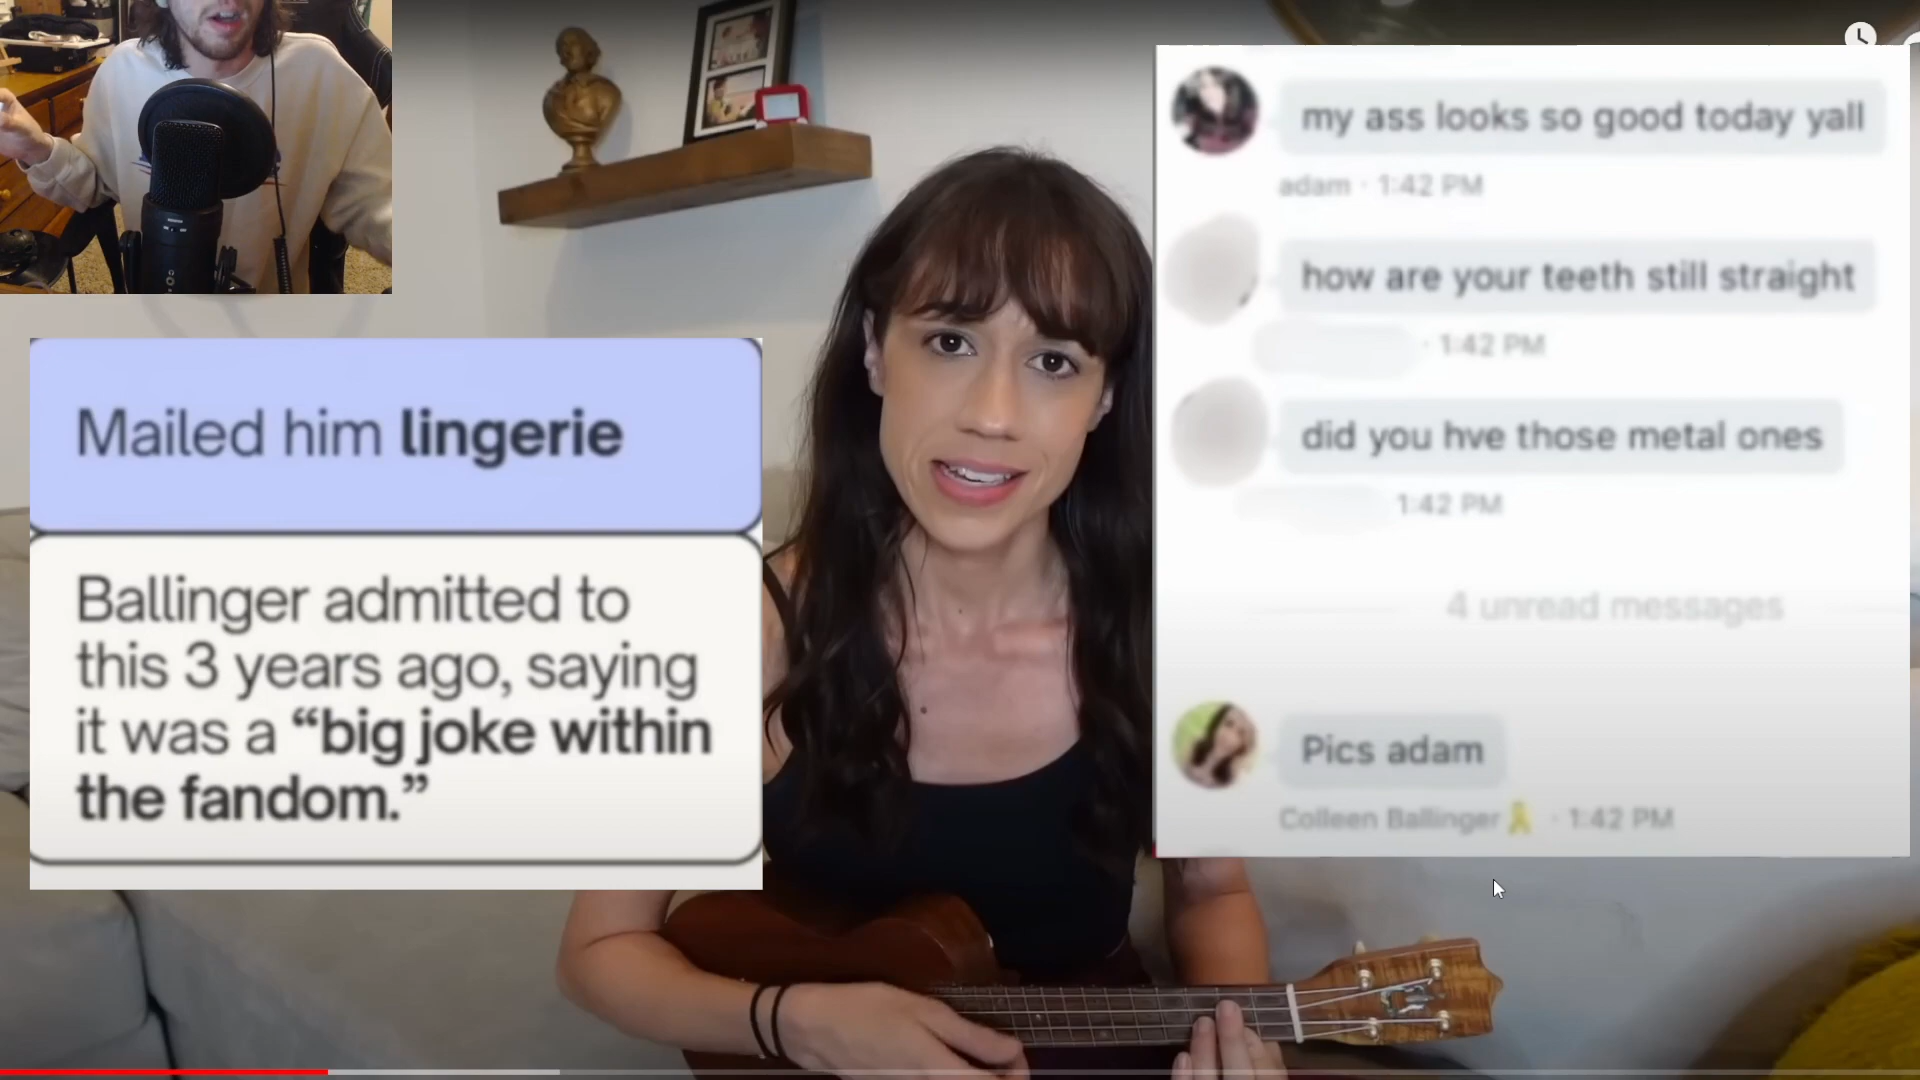 Mailed him lingerie
Ballinger admitted to
this 3 years ago, saying
it was a “big joke within
the fandom.”
my ass looks so good today yall
adam · 1:42 PM
how are your teeth still straight
· 1:42 PM
did you hve those metal ones
1:42 PM
4 unread messages
Pics adam
Colleen Ballinger🎗️ · 1:42 PM